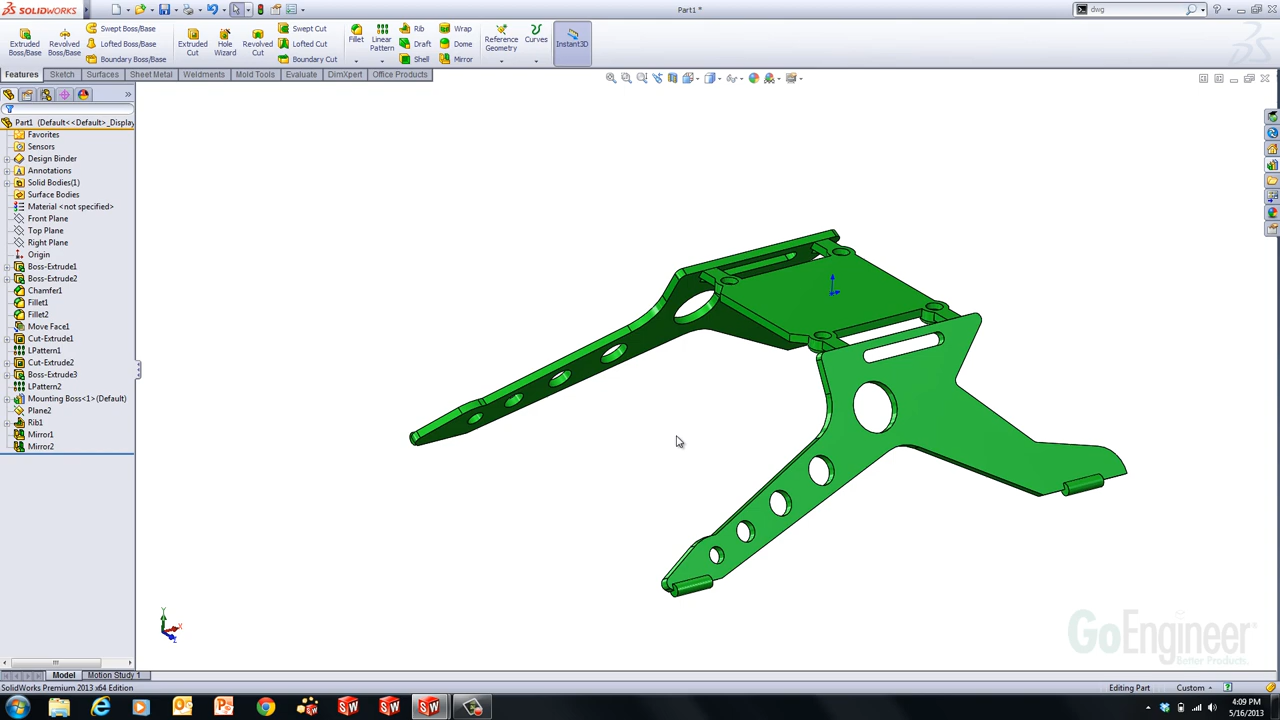 SOLIDWORKS
Part1 *
dwg
Extruded Boss/Base
Revolved Boss/Base
Swept Boss/Base
Lofted Boss/Base
Boundary Boss/Base
Extruded Cut
Hole Wizard
Revolved Cut
Swept Cut
Lofted Cut
Boundary Cut
Fillet
Linear Pattern
Rib
Draft
Shell
Wrap
Dome
Mirror
Reference Geometry
Curves
Instant3D
Features
Sketch
Surfaces
Sheet Metal
Weldments
Mold Tools
Evaluate
DimXpert
Office Products
Part1 (Default<<Default>_Display
Favorites
Sensors
Design Binder
Annotations
Solid Bodies(1)
Surface Bodies
Material <not specified>
Front Plane
Top Plane
Right Plane
Origin
Boss-Extrude1
Boss-Extrude2
Chamfer1
Fillet1
Fillet2
Move Face1
Cut-Extrude1
LPattern1
Cut-Extrude2
Boss-Extrude3
LPattern2
Mounting Boss<1>(Default)
Plane2
Rib1
Mirror1
Mirror2
Y
X
Z
GoEngineer
Better Products.
Model
Motion Study 1
SolidWorks Premium 2013 x64 Edition
Editing Part
Custom
4:09 PM
5/16/2013